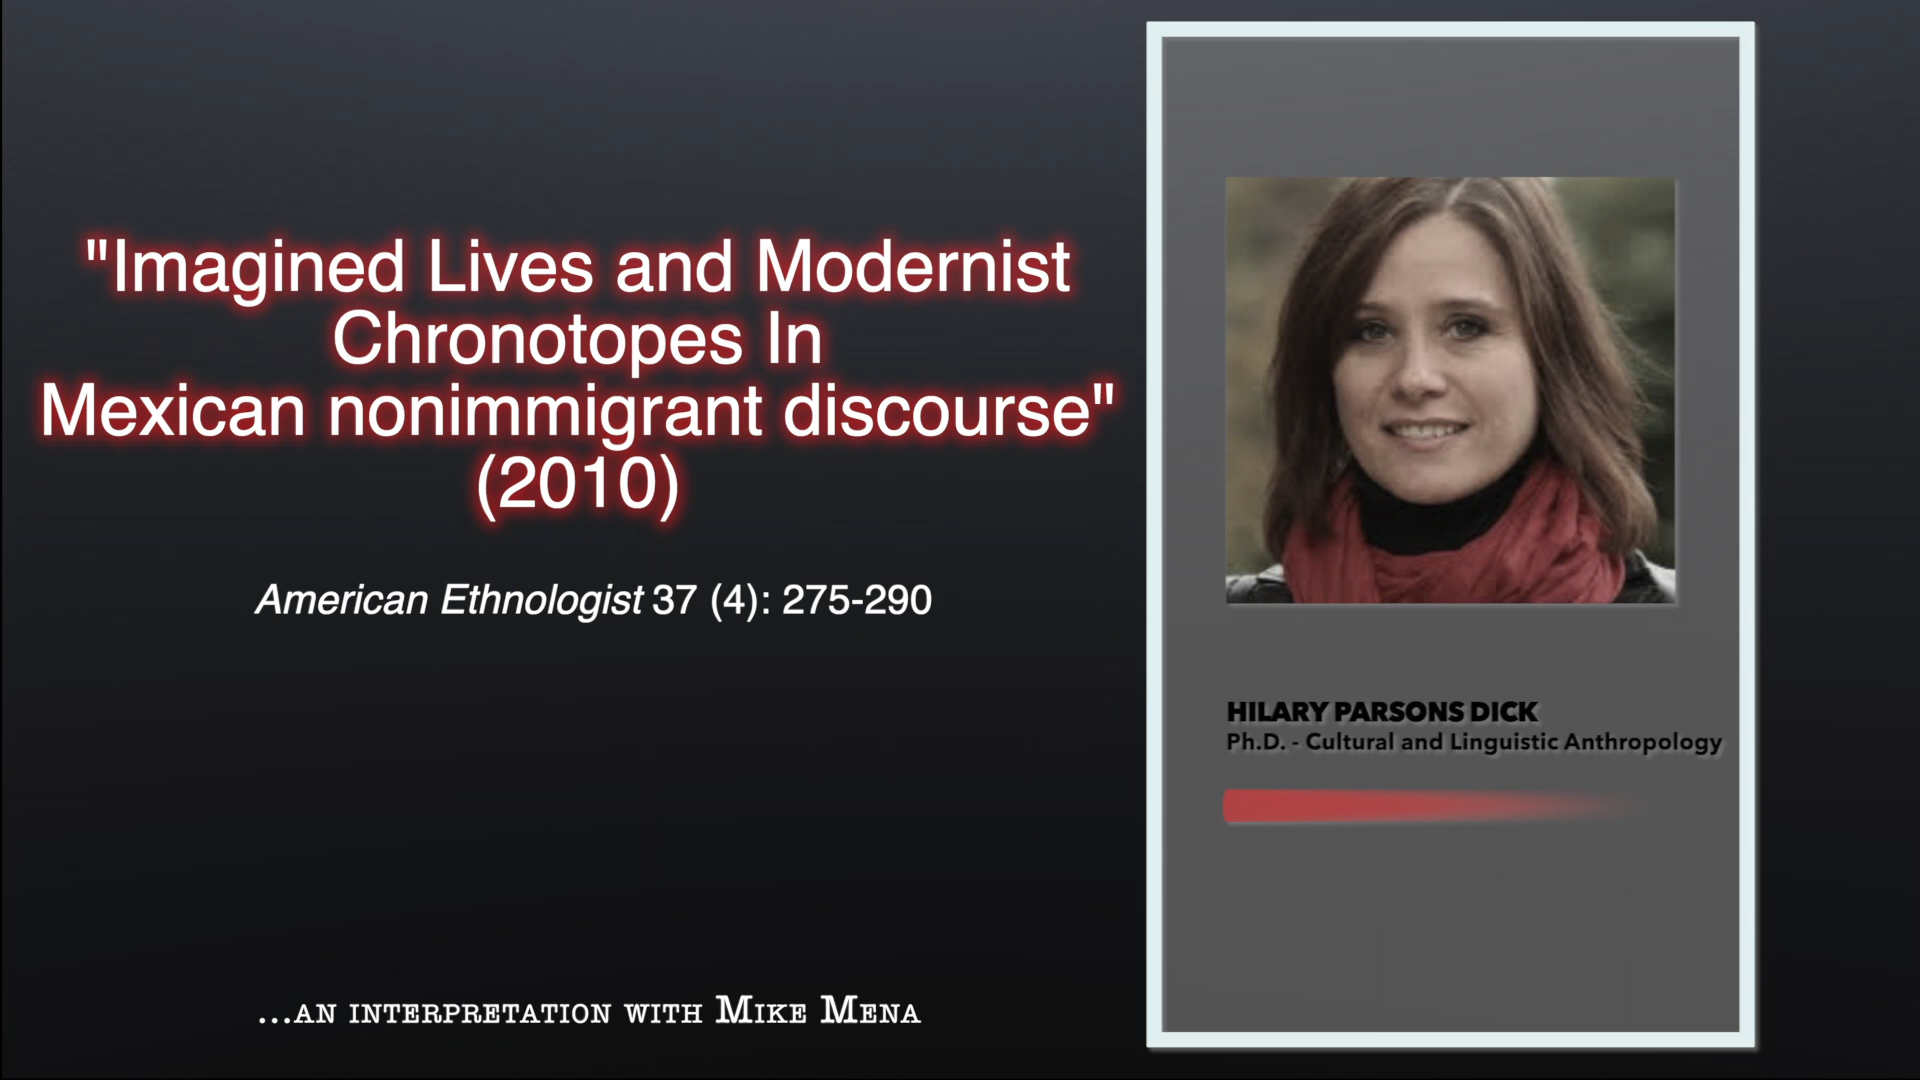 "Imagined Lives and Modernist
Chronotopes In
Mexican nonimmigrant discourse"
(2010)
American Ethnologist 37 (4): 275-290
...AN INTERPRETATION WITH MIKE MENA
HILARY PARSONS DICK
Ph.D. - Cultural and Linguistic Anthropology